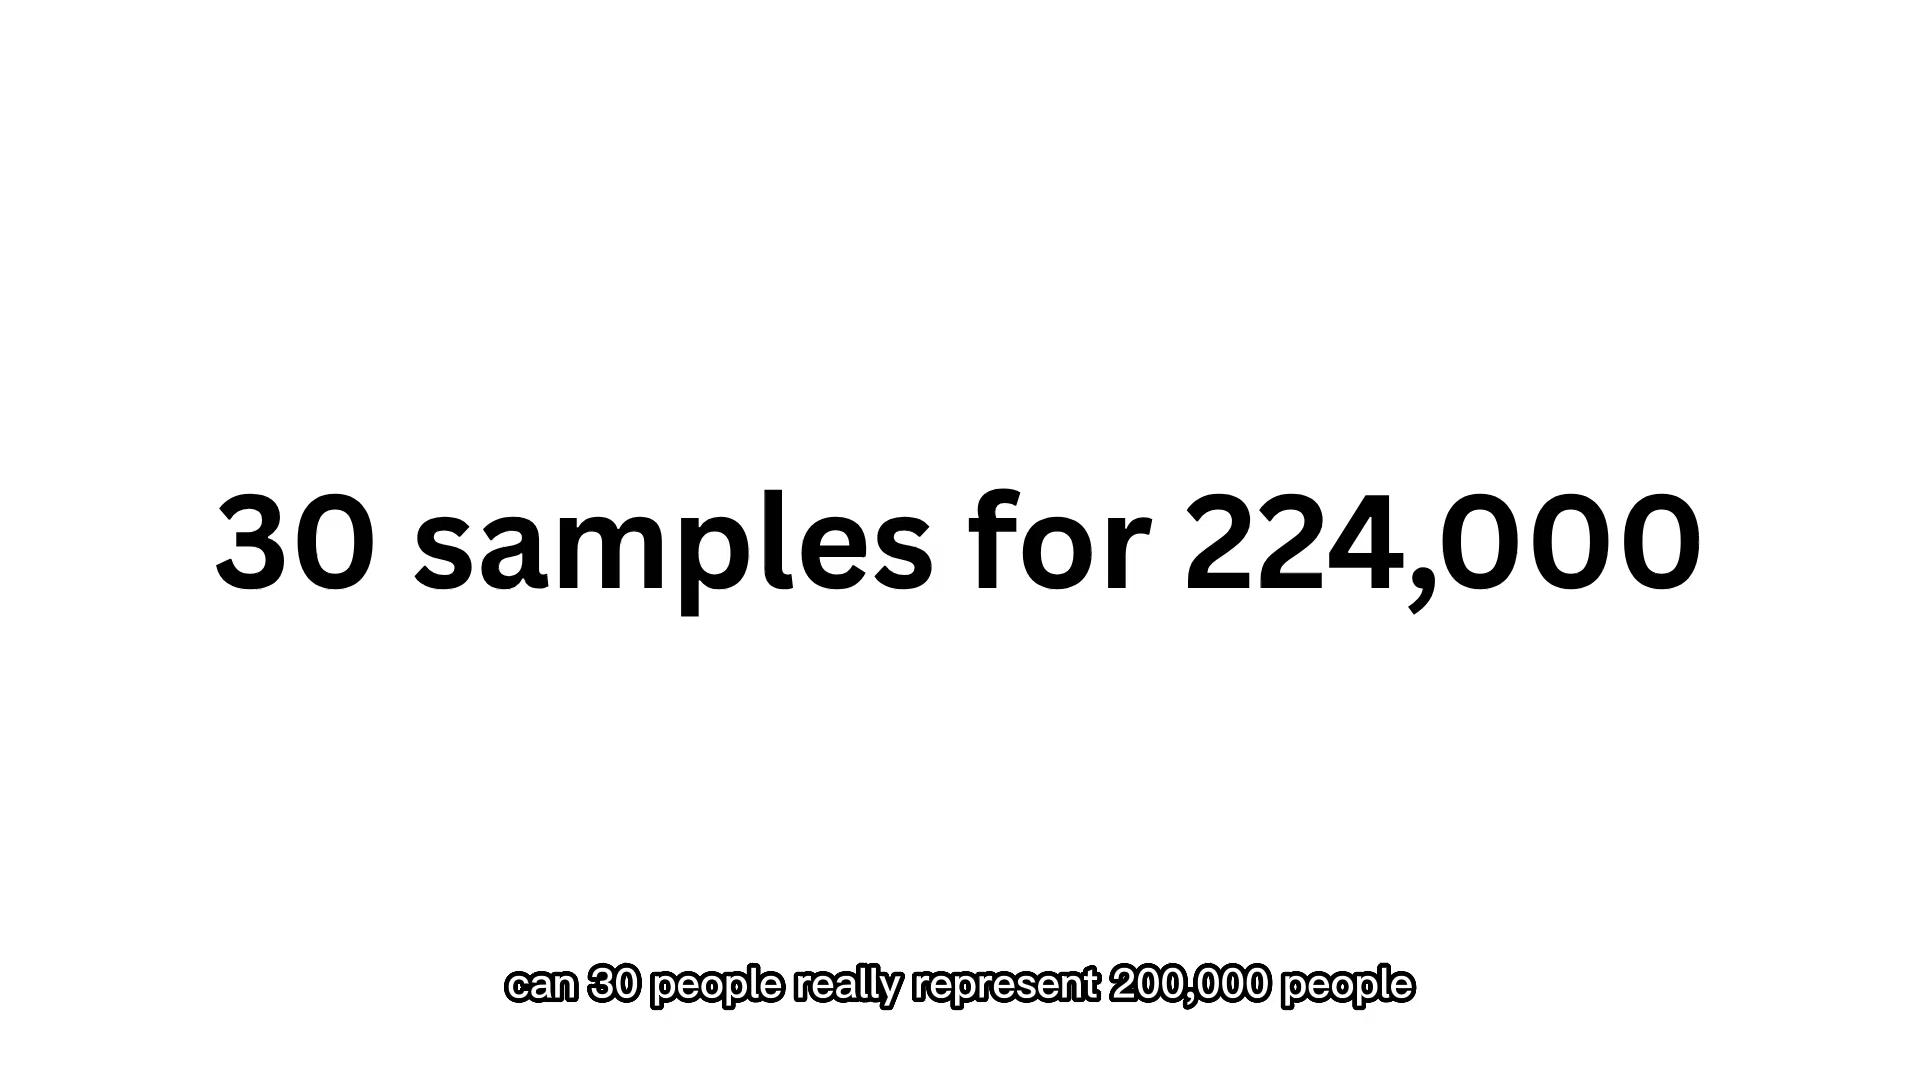 30 samples for 224,000
can 30 people really represent 200,000 people